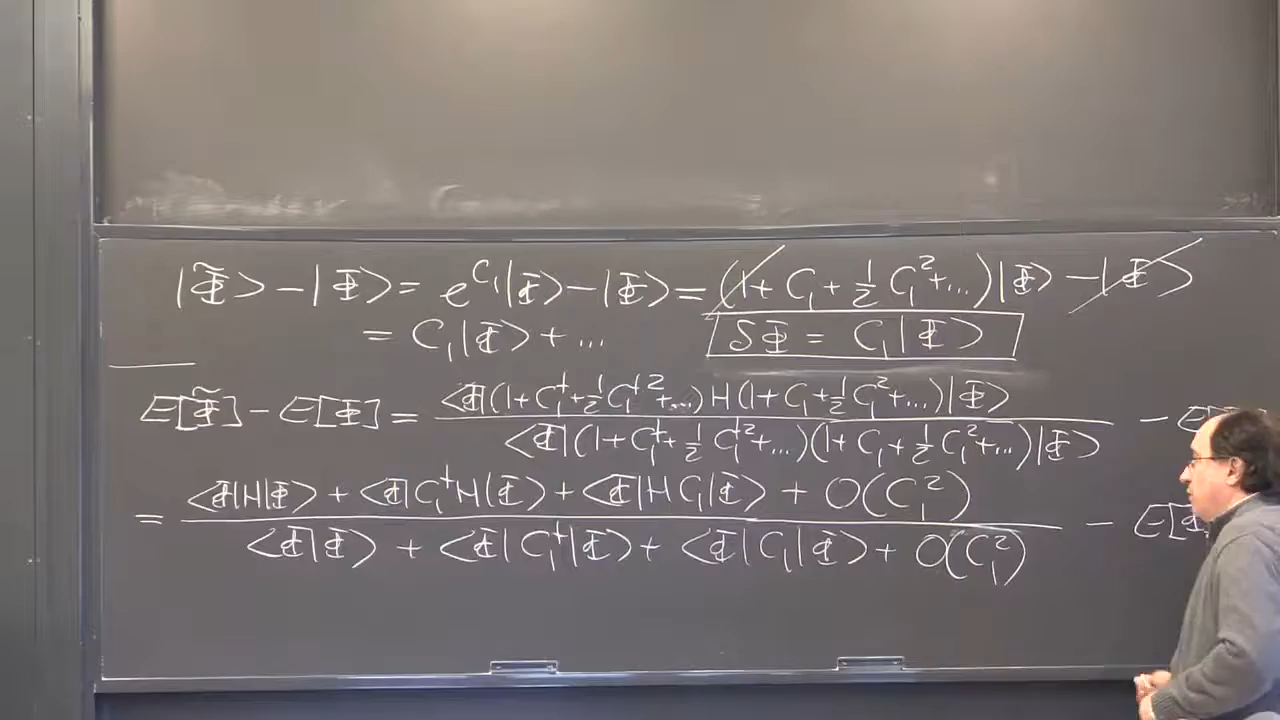 |Φ̃> − |Φ> = e^{C₁}|Φ> − |Φ> = (1 + C₁ + ½ C₁² + ...)|Φ> − |Φ>
= C₁|Φ> + ... δΦ = C₁|Φ>
E[Φ̃] − E[Φ] = <Φ|(1 + C₁† + ½ C₁†² + ...) H (1 + C₁ + ½ C₁² + ...)|Φ> / <Φ|(1 + C₁† + ½ C₁†² + ...)(1 + C₁ + ½ C₁² + ...)|Φ> − E[
= <Φ|H|Φ> + <Φ|C₁†H|Φ> + <Φ|HC₁|Φ> + O(C₁²) / <Φ|Φ> + <Φ|C₁†|Φ> + <Φ|C₁|Φ> + O(C₁²) − E[Φ